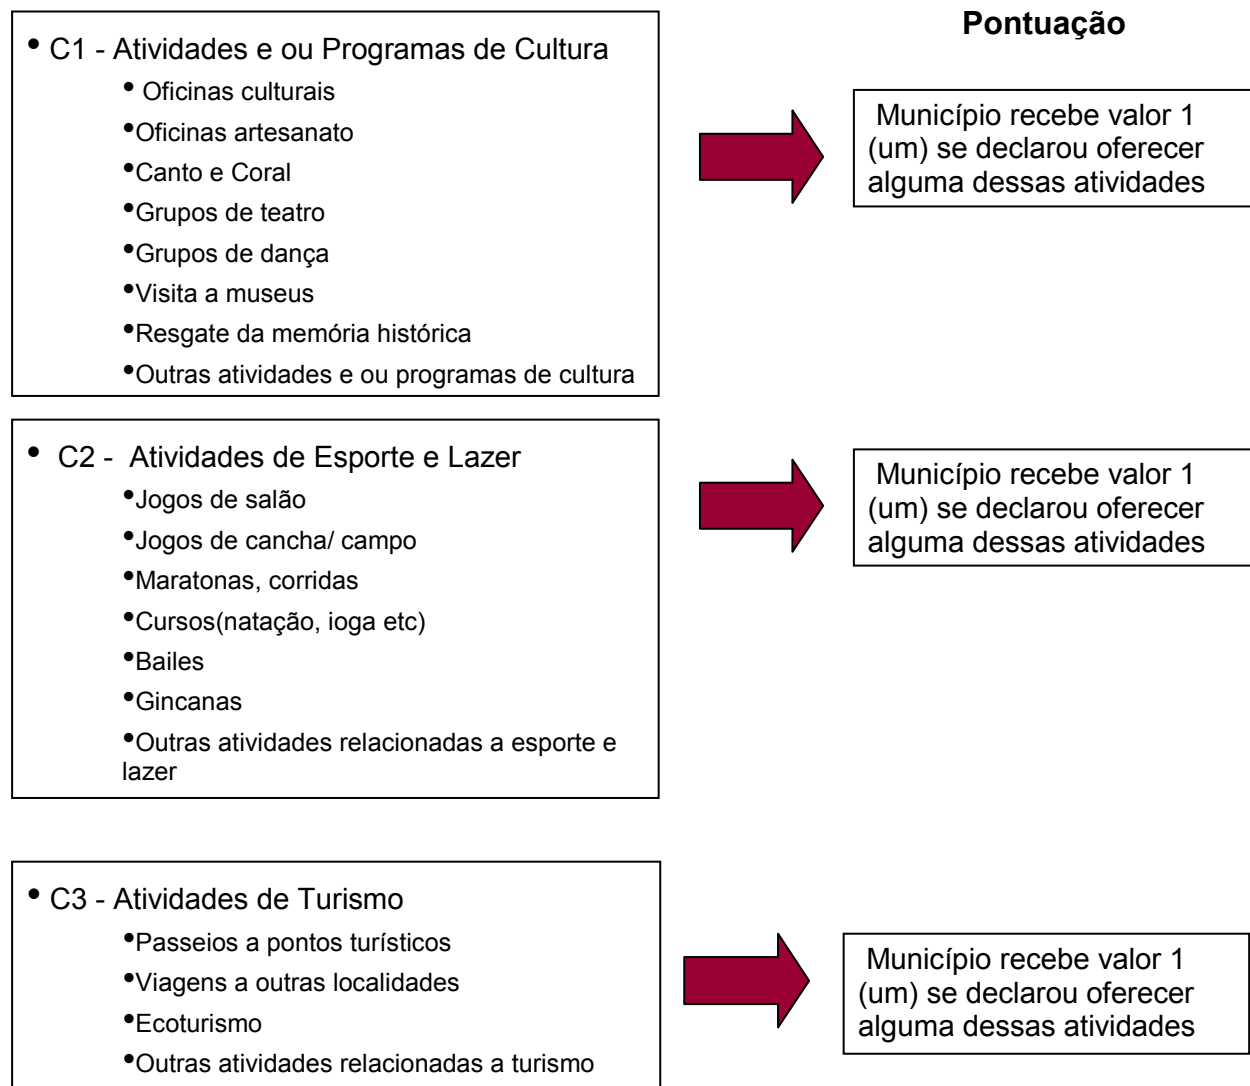 Pontuação
• C1 - Atividades e ou Programas de Cultura
• Oficinas culturais
•Oficinas artesanato
•Canto e Coral
•Grupos de teatro
•Grupos de dança
•Visita a museus
•Resgate da memória histórica
•Outras atividades e ou programas de cultura
Município recebe valor 1
(um) se declarou oferecer
alguma dessas atividades
• C2 - Atividades de Esporte e Lazer
•Jogos de salão
•Jogos de cancha/ campo
•Maratonas, corridas
•Cursos(natação, ioga etc)
•Bailes
•Gincanas
•Outras atividades relacionadas a esporte e
lazer
Município recebe valor 1
(um) se declarou oferecer
alguma dessas atividades
• C3 - Atividades de Turismo
•Passeios a pontos turísticos
•Viagens a outras localidades
•Ecoturismo
•Outras atividades relacionadas a turismo
Município recebe valor 1
(um) se declarou oferecer
alguma dessas atividades